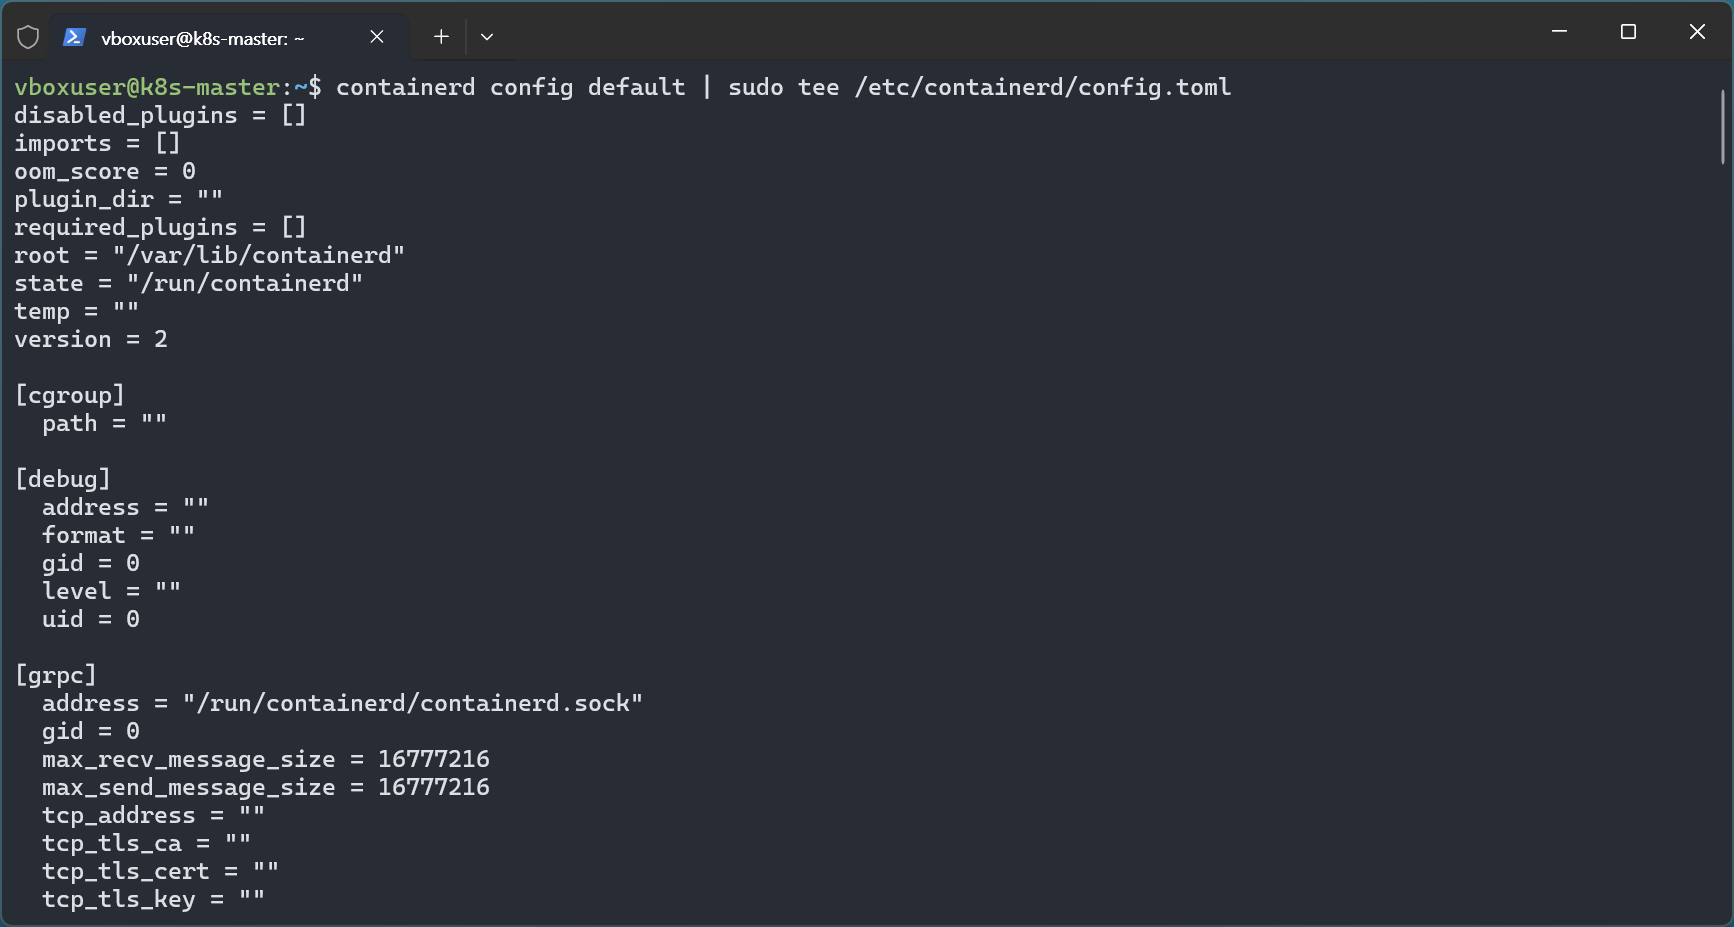 vboxuser@k8s-master: ~
vboxuser@k8s-master:~$ containerd config default | sudo tee /etc/containerd/config.toml
disabled_plugins = []
imports = []
oom_score = 0
plugin_dir = ""
required_plugins = []
root = "/var/lib/containerd"
state = "/run/containerd"
temp = ""
version = 2

[cgroup]
  path = ""

[debug]
  address = ""
  format = ""
  gid = 0
  level = ""
  uid = 0

[grpc]
  address = "/run/containerd/containerd.sock"
  gid = 0
  max_recv_message_size = 16777216
  max_send_message_size = 16777216
  tcp_address = ""
  tcp_tls_ca = ""
  tcp_tls_cert = ""
  tcp_tls_key = ""